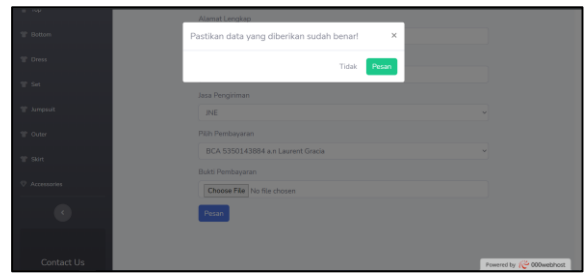 Top
Bottom
Dress
Set
Jumpsuit
Outer
Skirt
Accessories
Contact Us
Alamat Lengkap
Pastikan data yang diberikan sudah benar!
×
Tidak
Pesan
Jasa Pengiriman
JNE
Pilih Pembayaran
BCA 5350143984 a.n Laurent Gracia
Bukti Pembayaran
Choose File No file chosen
Pesan
Powered by 000webhost